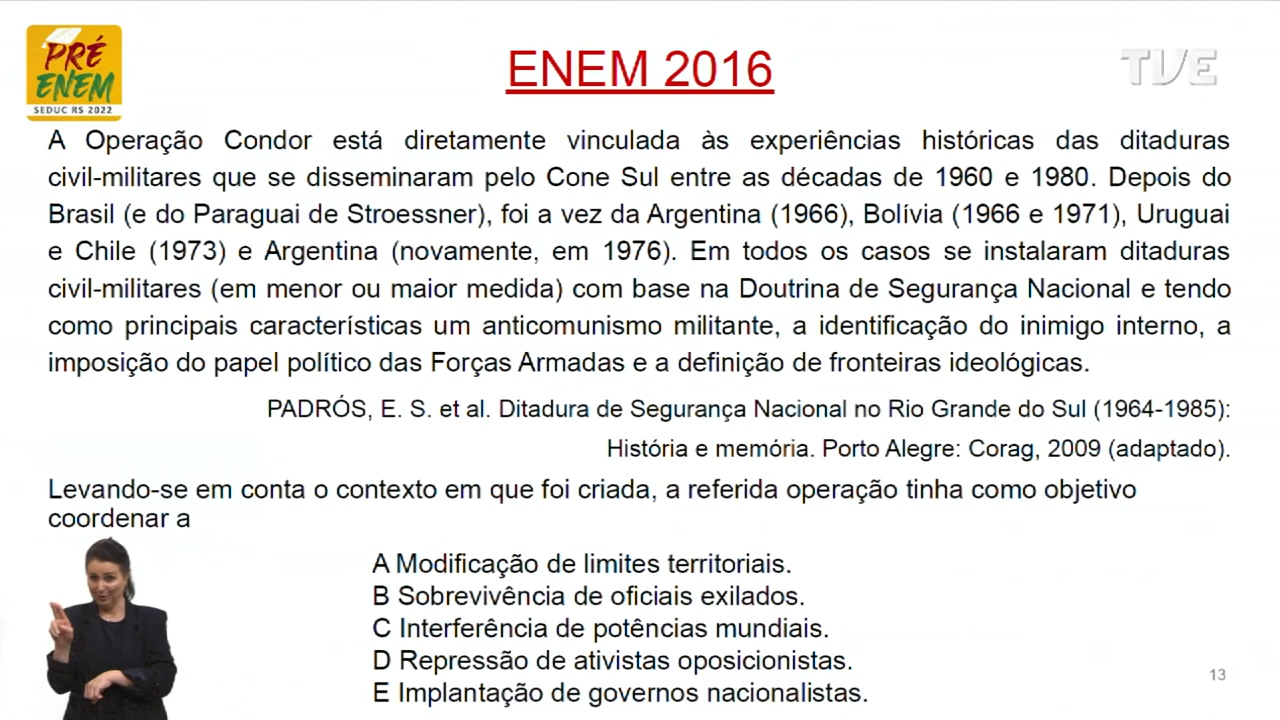 PRÉ
ENEM
SEDUC RS 2022
ENEM 2016
TVE
A Operação Condor está diretamente vinculada às experiências históricas das ditaduras
civil-militares que se disseminaram pelo Cone Sul entre as décadas de 1960 e 1980. Depois do
Brasil (e do Paraguai de Stroessner), foi a vez da Argentina (1966), Bolívia (1966 e 1971), Uruguai
e Chile (1973) e Argentina (novamente, em 1976). Em todos os casos se instalaram ditaduras
civil-militares (em menor ou maior medida) com base na Doutrina de Segurança Nacional e tendo
como principais características um anticomunismo militante, a identificação do inimigo interno, a
imposição do papel político das Forças Armadas e a definição de fronteiras ideológicas.
PADRÓS, E. S. et al. Ditadura de Segurança Nacional no Rio Grande do Sul (1964-1985):
História e memória. Porto Alegre: Corag, 2009 (adaptado).
Levando-se em conta o contexto em que foi criada, a referida operação tinha como objetivo
coordenar a
A Modificação de limites territoriais.
B Sobrevivência de oficiais exilados.
C Interferência de potências mundiais.
D Repressão de ativistas oposicionistas.
E Implantação de governos nacionalistas.
13